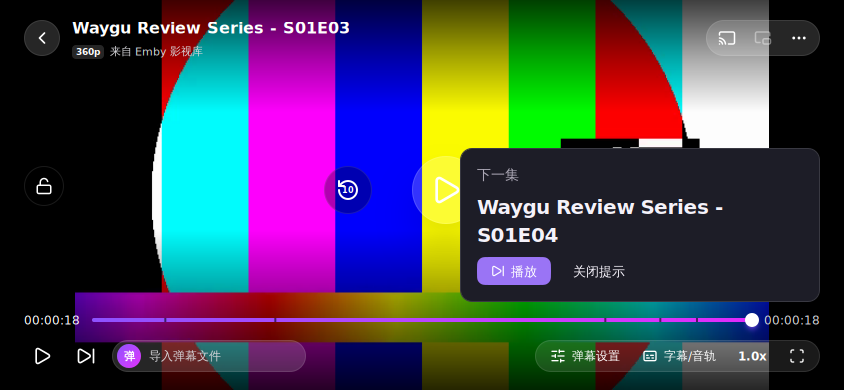 Waygu Review Series - S01E03
360p 来自 Emby 影视库
10
下一集
Waygu Review Series -
S01E04
播放 关闭提示
00:00:18 00:00:18
弹 导入弹幕文件 弹幕设置 字幕/音轨 1.0x